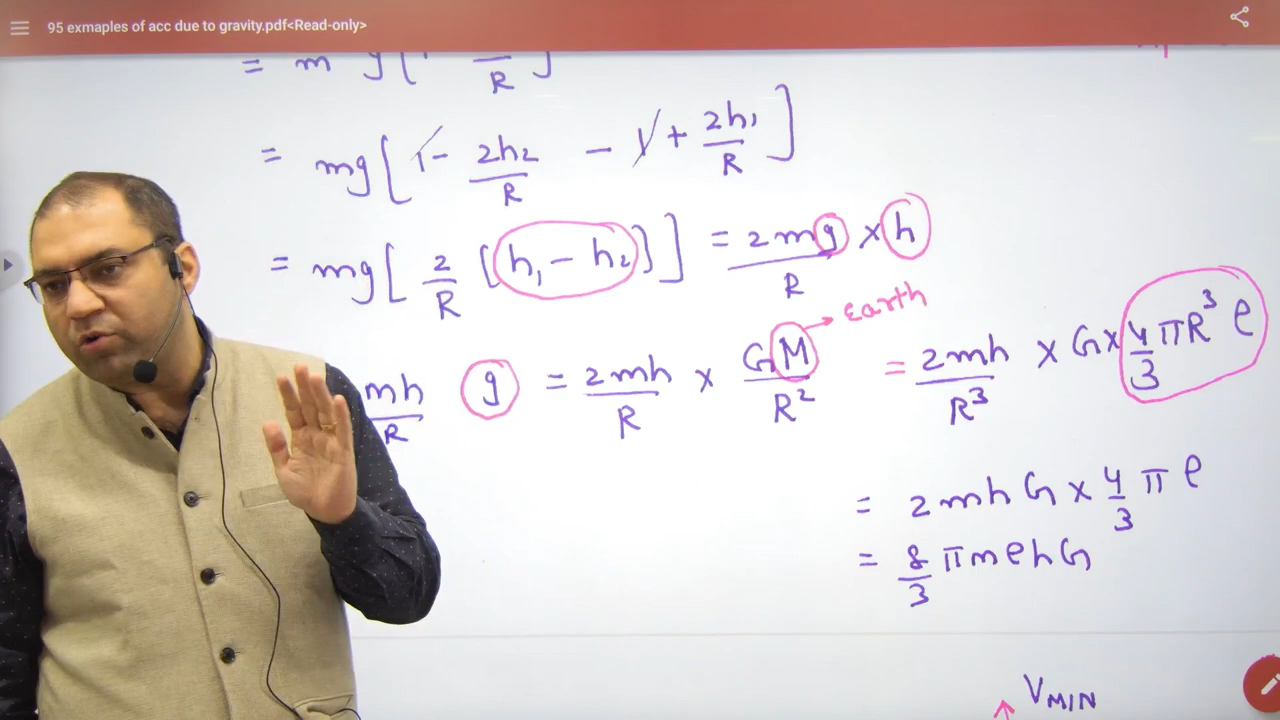 95 exmaples of acc due to gravity.pdf<Read-only>
= m g [ R ]
= mg [ 1 - 2h₂/R - 1 + 2h₁/R ]
= mg [ 2/R (h₁ - h₂) ] = 2mg/R × h
mh/R g = 2mh/R × GM/R² = 2mh/R³ × G × 4/3 πR³ ρ
Earth
= 2mhG × 4/3 π ρ
= 8/3 πmρhG
VMIN